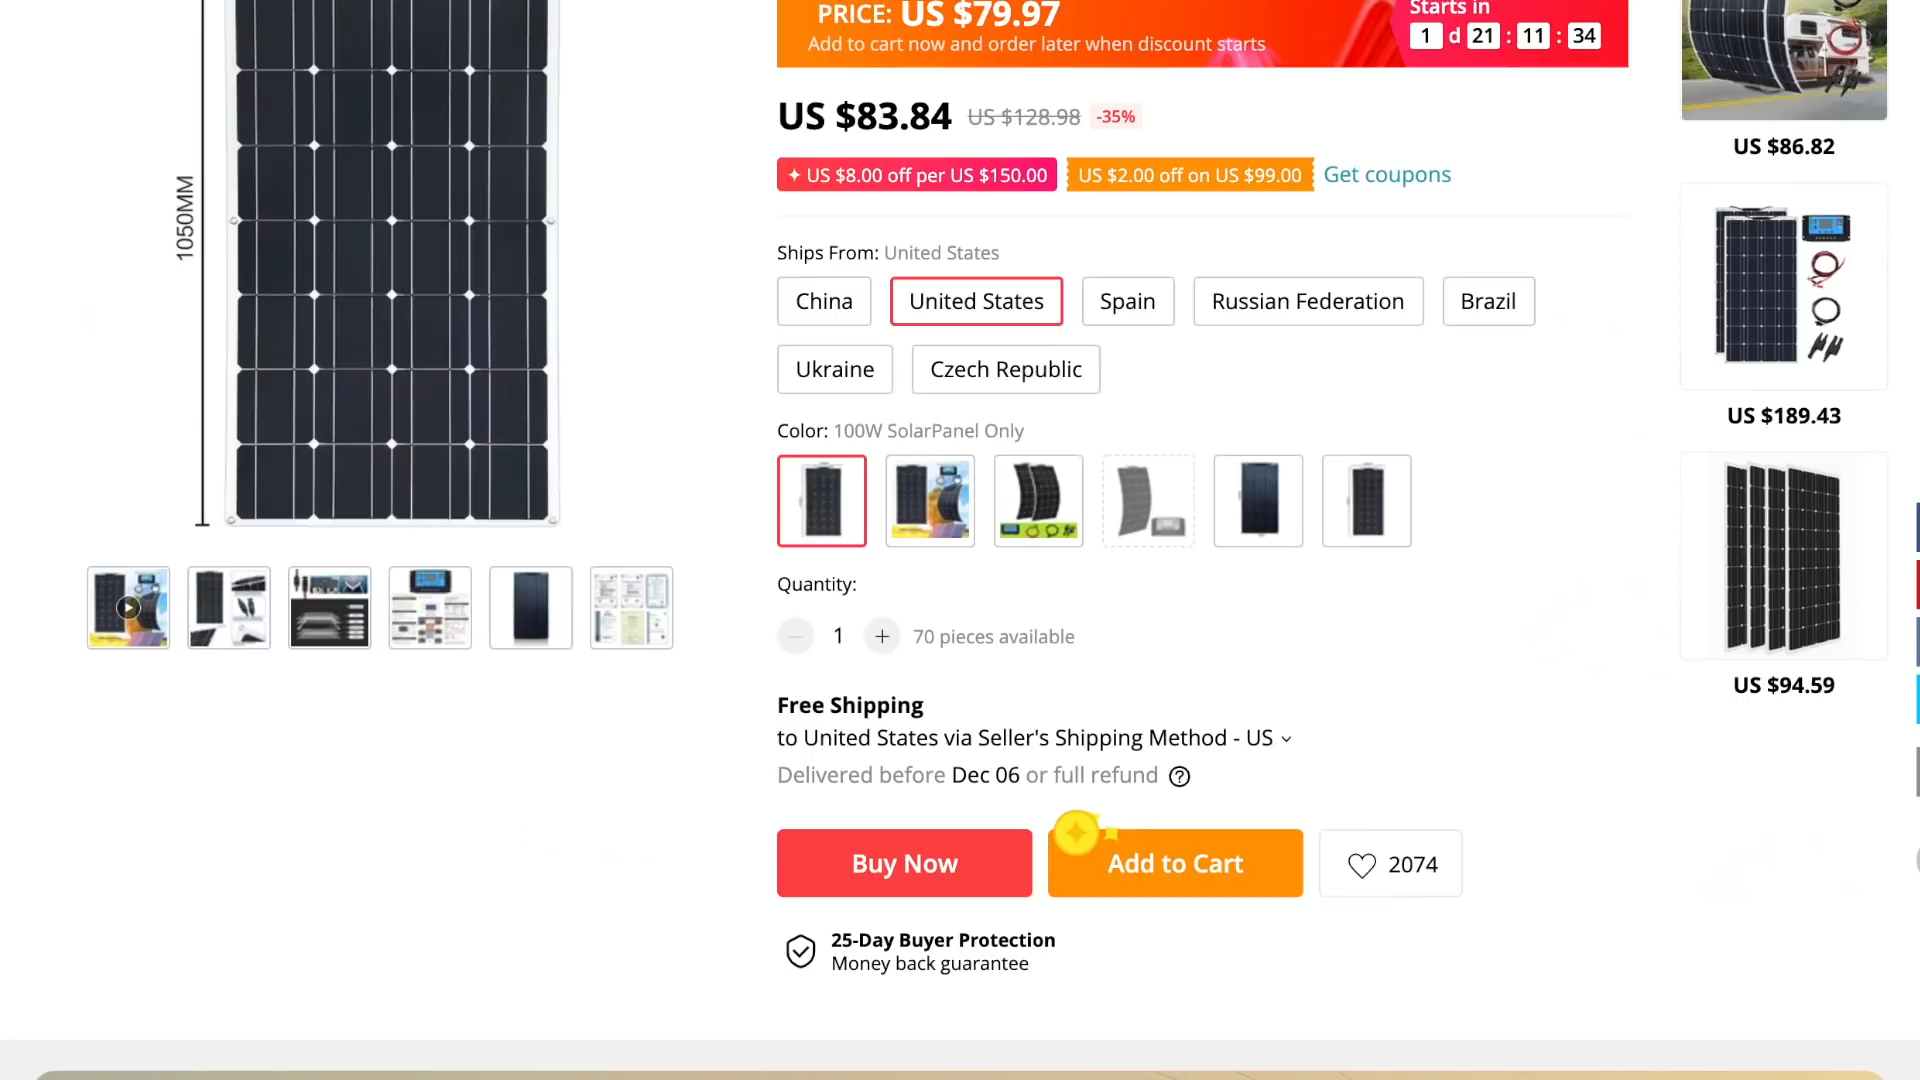 PRICE: US $79.97
Add to cart now and order later when discount starts
Starts in
1 d 21 : 11 : 34
US $83.84 US $128.98 -35%
US $8.00 off per US $150.00 US $2.00 off on US $99.00 Get coupons
Ships From: United States
China United States Spain Russian Federation Brazil
Ukraine Czech Republic
Color: 100W SolarPanel Only
Quantity:
1 + 70 pieces available
Free Shipping
to United States via Seller's Shipping Method - US
Delivered before Dec 06 or full refund ?
Buy Now Add to Cart 2074
25-Day Buyer Protection
Money back guarantee
1050MM
US $86.82
US $189.43
US $94.59